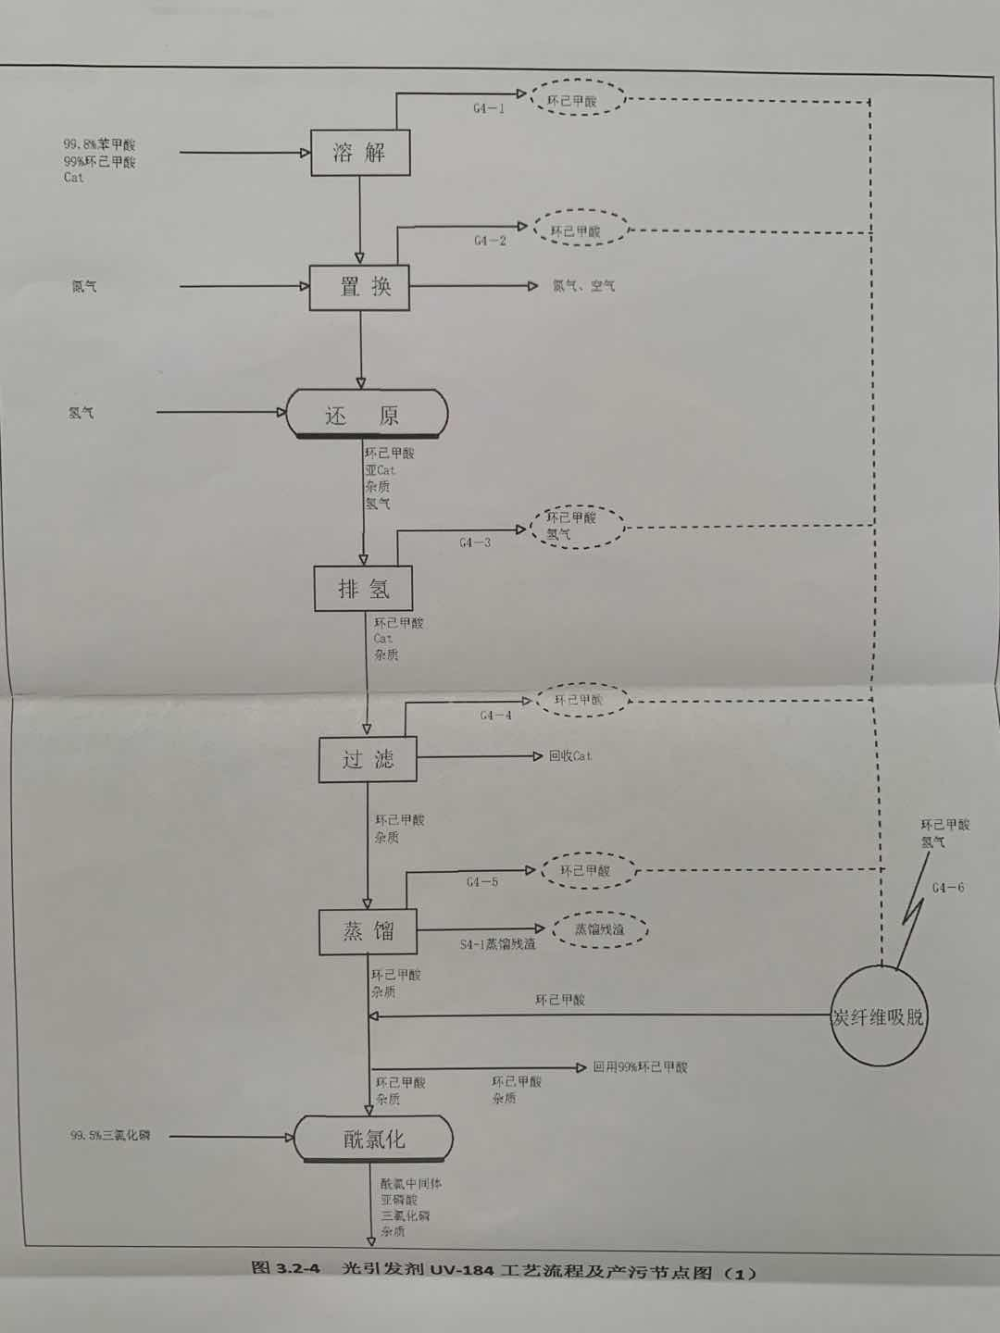 环己甲酸
G4-1
99.8%苯甲酸
99%环己甲酸
Cat
溶解
环己甲酸
G4-2
氮气
置换
氮气、空气
氢气
还原
环己甲酸
亚Cat
杂质
氢气
环己甲酸
氢气
G4-3
排氢
环己甲酸
Cat
杂质
环己甲酸
G4-4
过滤
回收Cat
环己甲酸
杂质
环己甲酸
氢气
G4-6
环己甲酸
G4-5
蒸馏
S4-1蒸馏残渣
蒸馏残渣
环己甲酸
杂质
环己甲酸
炭纤维吸脱
回用99%环己甲酸
环己甲酸
杂质
环己甲酸
杂质
99.5%三氯化磷
酰氯化
酰氯中间体
亚磷酸
三氯化磷
杂质
图 3.2-4 光引发剂 UV-184 工艺流程及产污节点图（1）